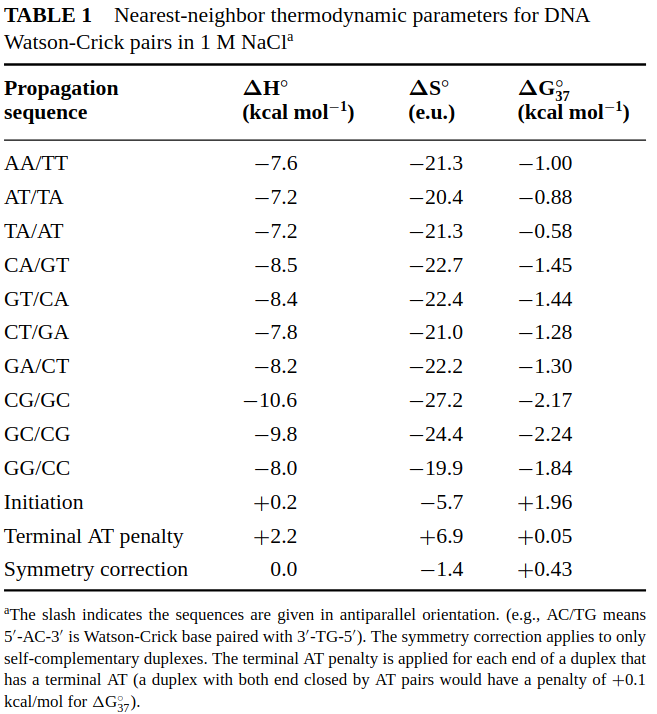 TABLE 1 Nearest-neighbor thermodynamic parameters for DNA
Watson-Crick pairs in 1 M NaClᵃ
Propagation sequence ΔH° (kcal mol⁻¹) ΔS° (e.u.) ΔG°₃₇ (kcal mol⁻¹)
AA/TT −7.6 −21.3 −1.00
AT/TA −7.2 −20.4 −0.88
TA/AT −7.2 −21.3 −0.58
CA/GT −8.5 −22.7 −1.45
GT/CA −8.4 −22.4 −1.44
CT/GA −7.8 −21.0 −1.28
GA/CT −8.2 −22.2 −1.30
CG/GC −10.6 −27.2 −2.17
GC/CG −9.8 −24.4 −2.24
GG/CC −8.0 −19.9 −1.84
Initiation +0.2 −5.7 +1.96
Terminal AT penalty +2.2 +6.9 +0.05
Symmetry correction 0.0 −1.4 +0.43
ᵃThe slash indicates the sequences are given in antiparallel orientation. (e.g., AC/TG means
5′-AC-3′ is Watson-Crick base paired with 3′-TG-5′). The symmetry correction applies to only
self-complementary duplexes. The terminal AT penalty is applied for each end of a duplex that
has a terminal AT (a duplex with both end closed by AT pairs would have a penalty of +0.1
kcal/mol for ΔG°₃₇).